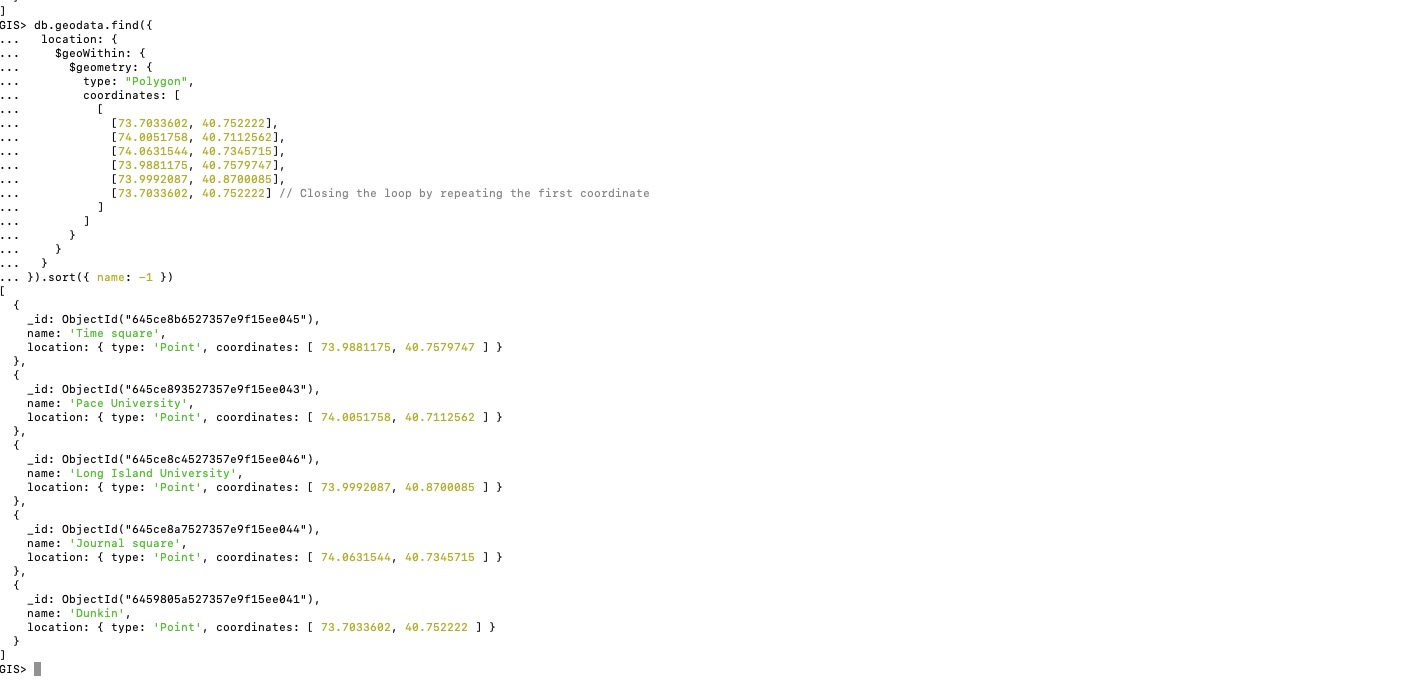 ]
GIS> db.geodata.find({
...   location: {
...     $geoWithin: {
...       $geometry: {
...         type: "Polygon",
...         coordinates: [
...           [
...             [73.7033602, 40.752222],
...             [74.0051758, 40.7112562],
...             [74.0631544, 40.7345715],
...             [73.9881175, 40.7579747],
...             [73.9992087, 40.8700085],
...             [73.7033602, 40.752222] // Closing the loop by repeating the first coordinate
...           ]
...         ]
...       }
...     }
...   }
... }).sort({ name: -1 })
[
  {
    _id: ObjectId("645ce8b6527357e9f15ee045"),
    name: 'Time square',
    location: { type: 'Point', coordinates: [ 73.9881175, 40.7579747 ] }
  },
  {
    _id: ObjectId("645ce893527357e9f15ee043"),
    name: 'Pace University',
    location: { type: 'Point', coordinates: [ 74.0051758, 40.7112562 ] }
  },
  {
    _id: ObjectId("645ce8c4527357e9f15ee046"),
    name: 'Long Island University',
    location: { type: 'Point', coordinates: [ 73.9992087, 40.8700085 ] }
  },
  {
    _id: ObjectId("645ce8a7527357e9f15ee044"),
    name: 'Journal square',
    location: { type: 'Point', coordinates: [ 74.0631544, 40.7345715 ] }
  },
  {
    _id: ObjectId("6459805a527357e9f15ee041"),
    name: 'Dunkin',
    location: { type: 'Point', coordinates: [ 73.7033602, 40.752222 ] }
  }
]
GIS>